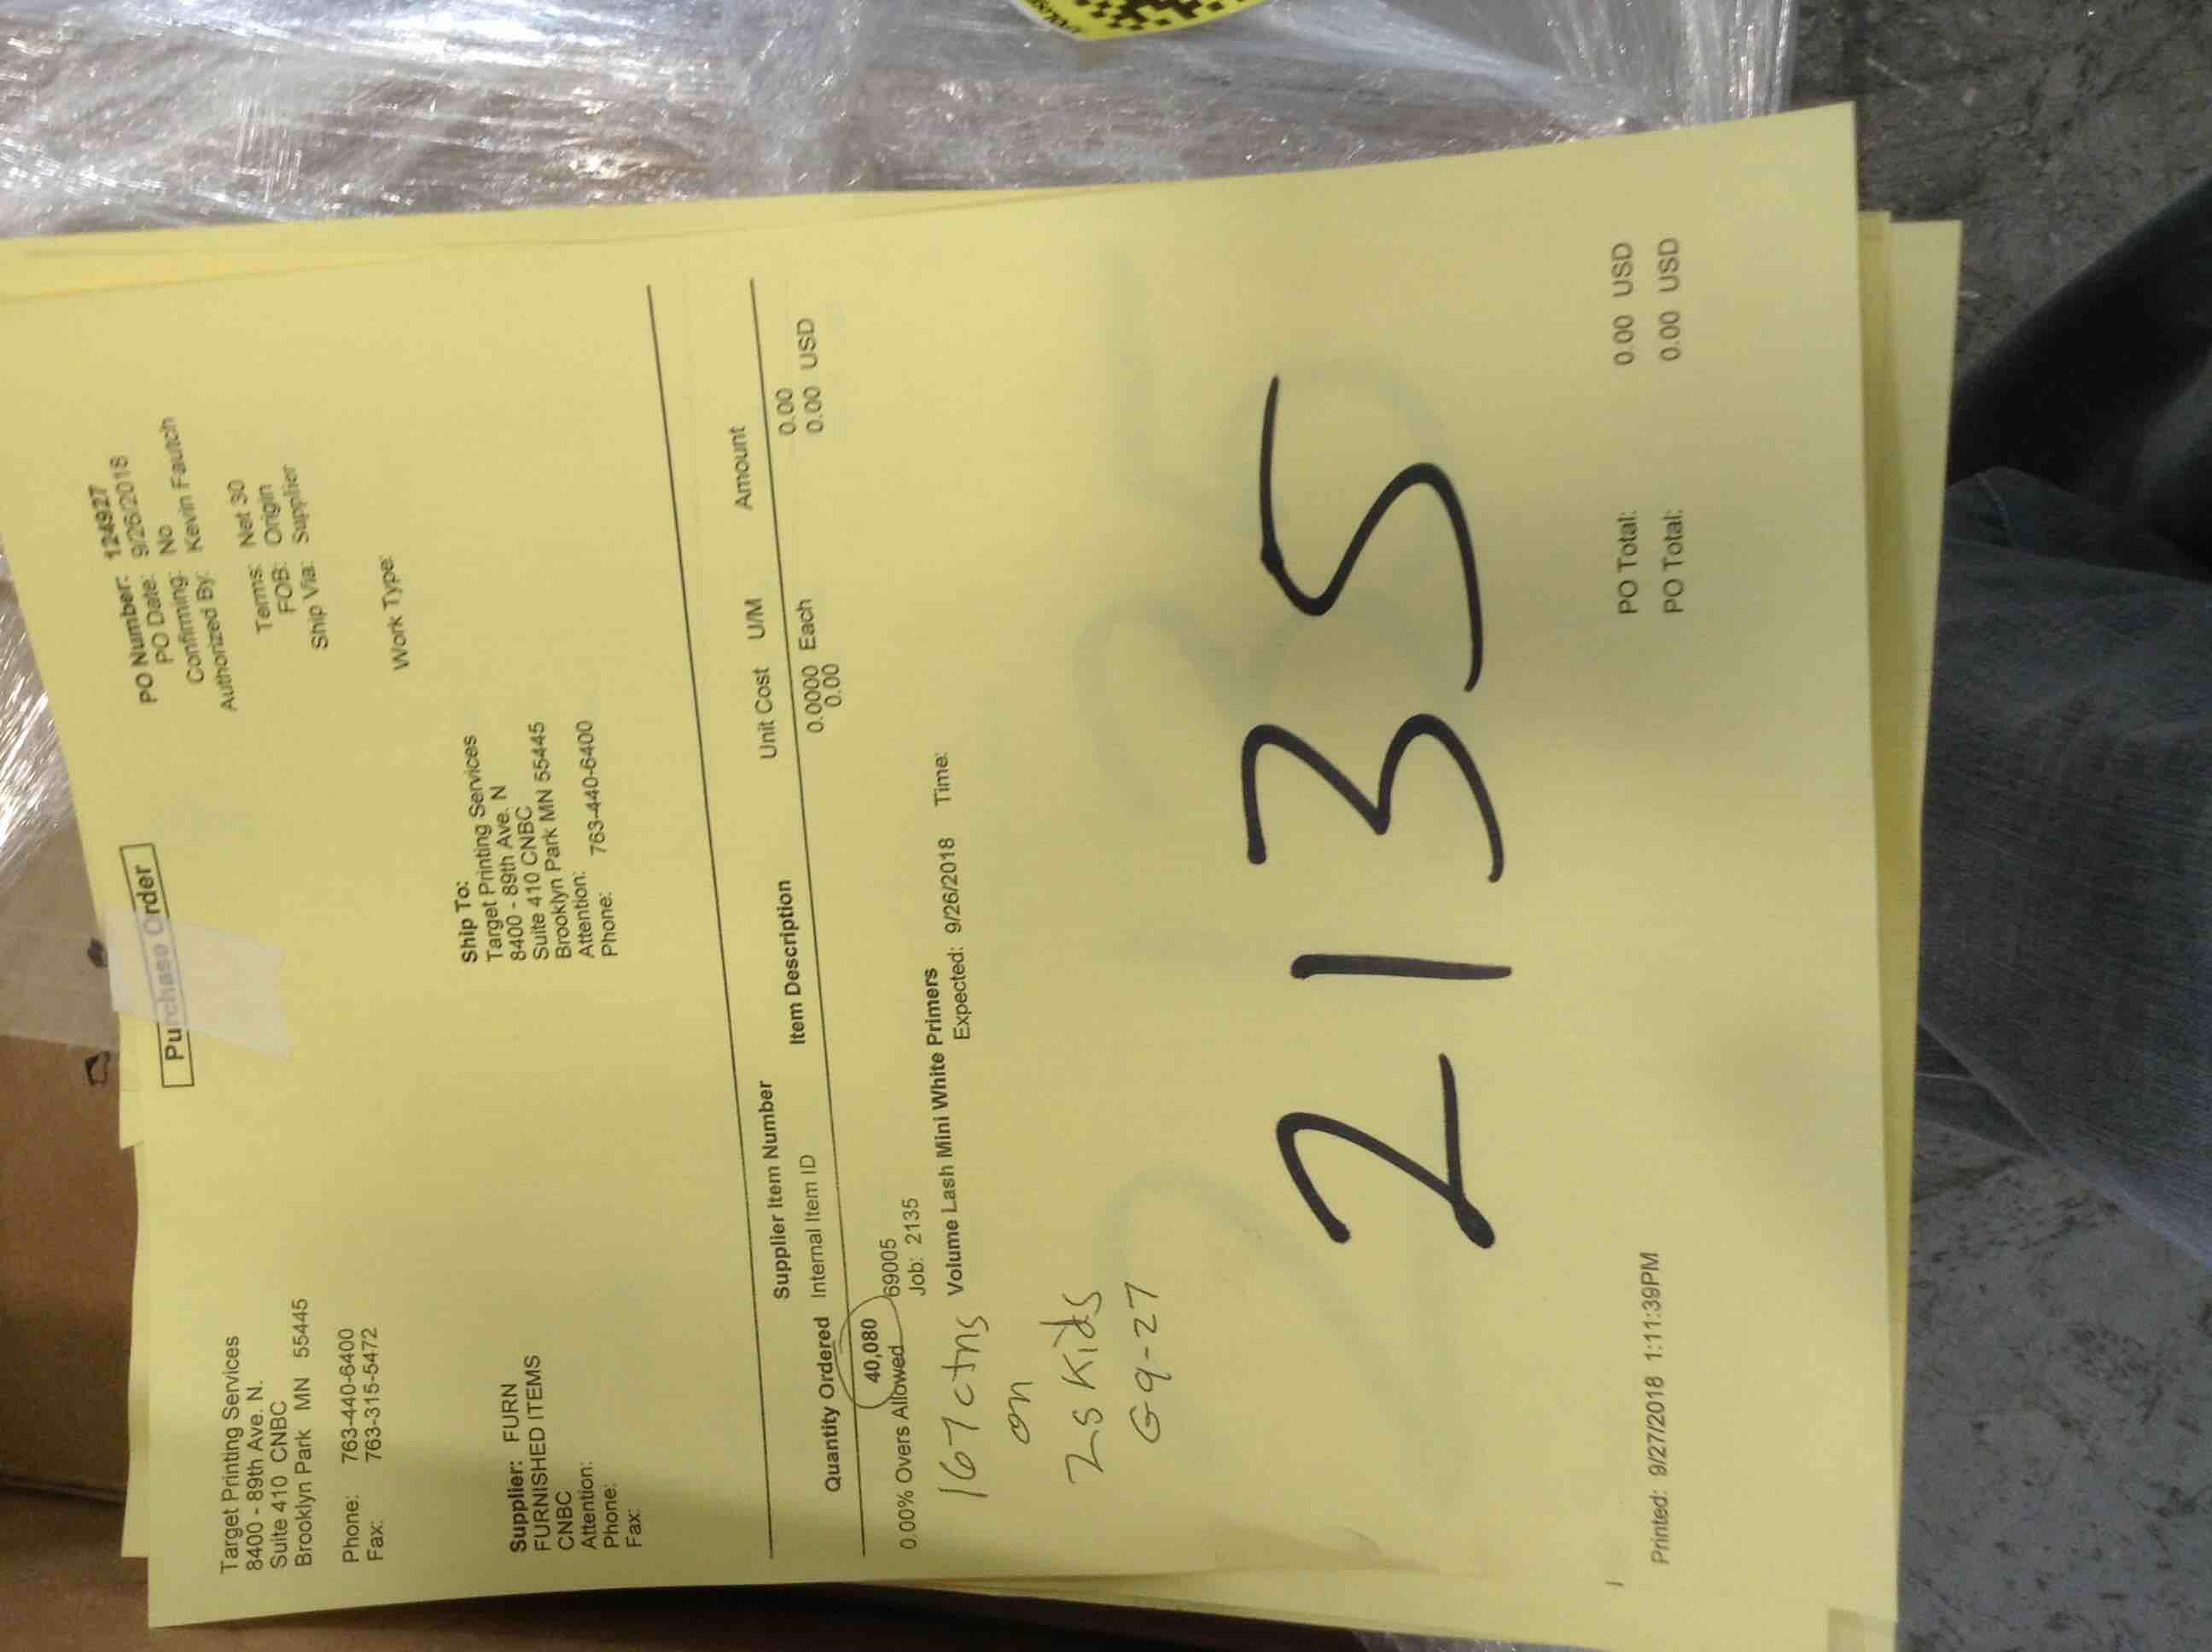 Purchase Order
Target Printing Services
8400 - 89th Ave. N.
Suite 410 CNBC
Brooklyn Park MN 55445
Phone: 763-440-6400
Fax: 763-315-5472
PO Number: 124927
PO Date: 9/26/2018
Confirming: No
Authorized By: Kevin Fautch
Terms: Net 30
FOB: Origin
Ship Via: Supplier
Work Type:
Supplier: FURN
FURNISHED ITEMS
CNBC
Attention:
Phone:
Fax:
Ship To:
Target Printing Services
8400 - 89th Ave. N
Suite 410 CNBC
Brooklyn Park MN 55445
Attention:
Phone: 763-440-6400
Supplier Item Number
Quantity Ordered Internal Item ID Item Description Unit Cost U/M Amount
40,080 69005 0.0000 Each 0.00
0.00% Overs Allowed Job: 2135 0.00 0.00 USD
Volume Lash Mini White Primers
Expected: 9/26/2018 Time:
167 ctns
on
2 skids
G9-27
2135
PO Total: 0.00 USD
PO Total: 0.00 USD
Printed: 9/27/2018 1:11:39PM